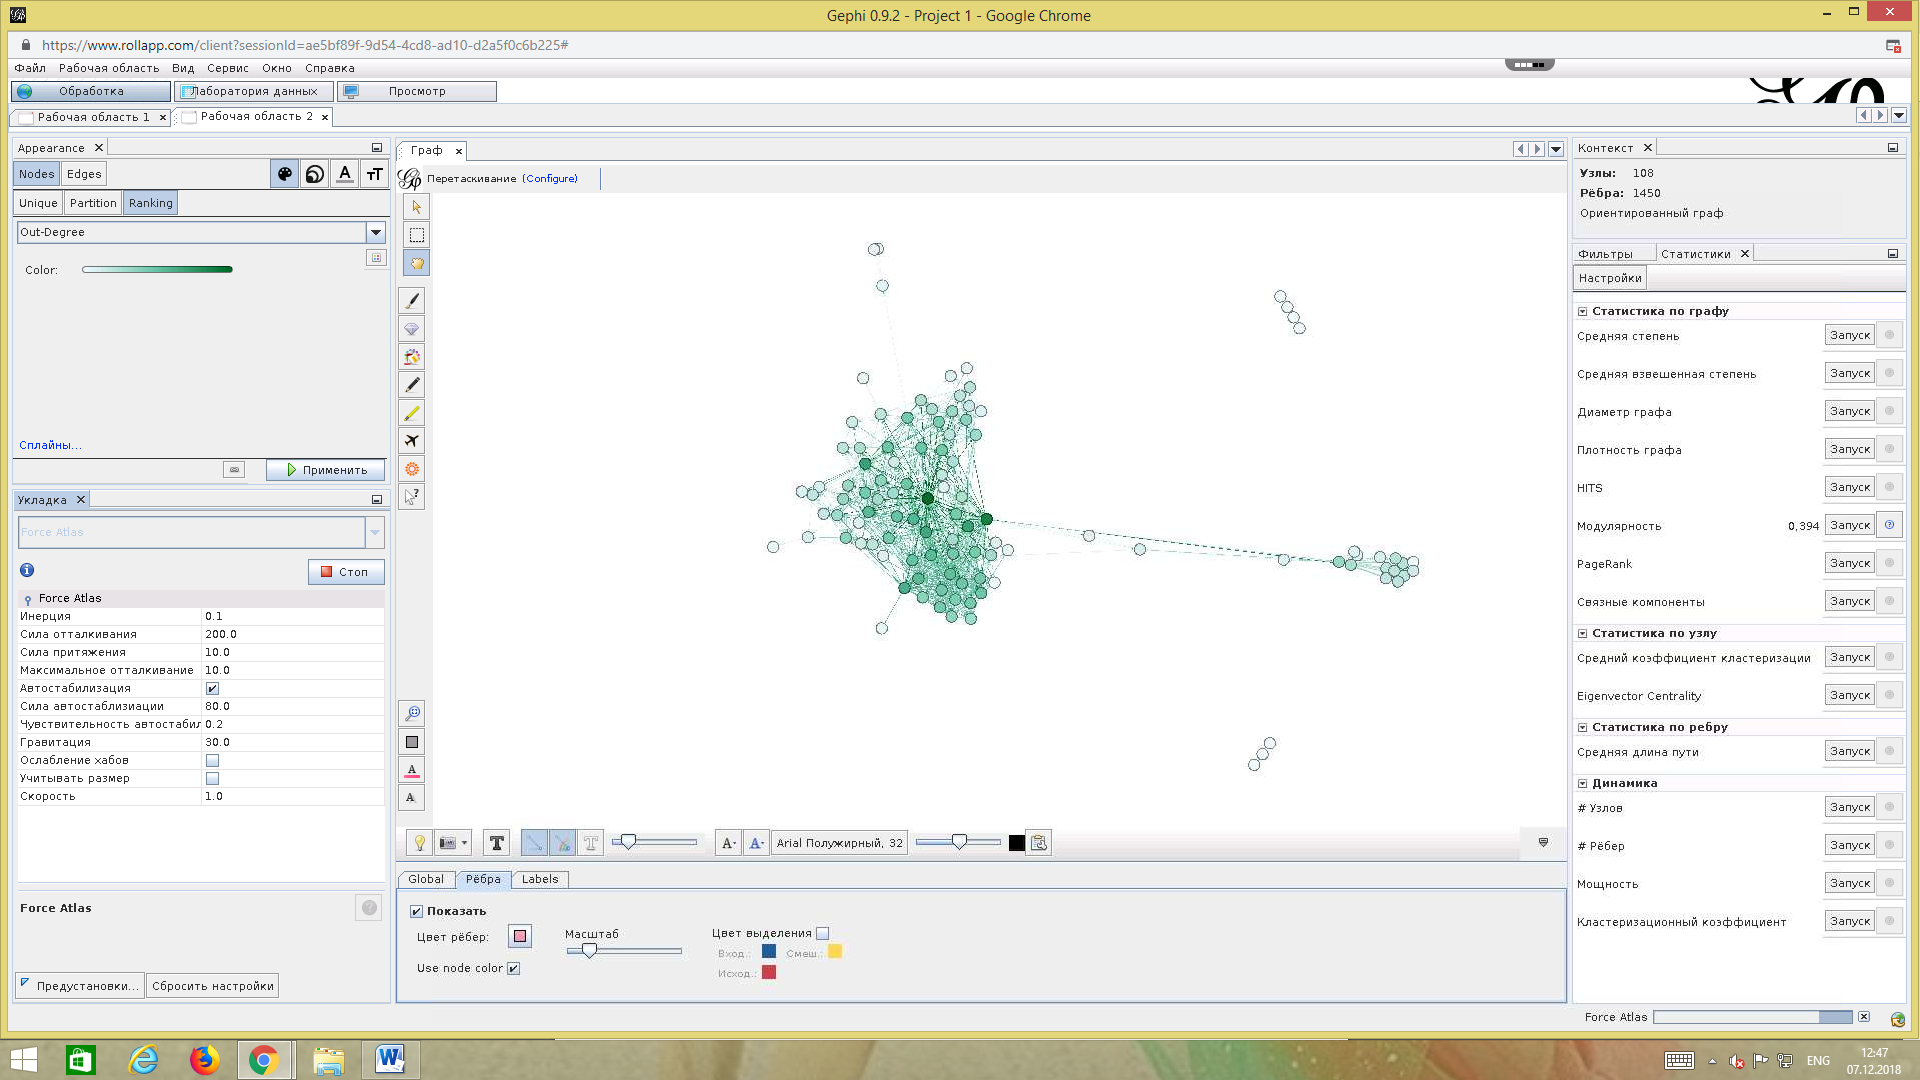 Gephi 0.9.2 - Project 1 - Google Chrome
https://www.rollapp.com/client?sessionId=ae5bf89f-9d54-4cd8-ad10-d2a5f0c6b225#
Файл Рабочая область Вид Сервис Окно Справка
Обработка Лаборатория данных Просмотр
Рабочая область 1 Рабочая область 2
Appearance
Nodes Edges
Unique Partition Ranking
Out-Degree
Color:
Сплайны...
Применить
Укладка
Force Atlas
Стоп
Force Atlas
Инерция 0.1
Сила отталкивания 200.0
Сила притяжения 10.0
Максимальное отталкивание 10.0
Автостабилизация
Сила автостаблизиации 80.0
Чувствительность автостабил 0.2
Гравитация 30.0
Ослабление хабов
Учитывать размер
Скорость 1.0
Force Atlas
Предустановки... Сбросить настройки
Граф
Перетаскивание (Configure)
Arial Полужирный, 32
Global Рёбра Labels
Показать
Цвет рёбер: Масштаб Цвет выделения
Вход.: Смеш.:
Use node color Исход.:
Контекст
Узлы: 108
Рёбра: 1450
Ориентированный граф
Фильтры Статистики
Настройки
Статистика по графу
Средняя степень Запуск
Средняя взвешенная степень Запуск
Диаметр графа Запуск
Плотность графа Запуск
HITS Запуск
Модулярность 0,394 Запуск
PageRank Запуск
Связные компоненты Запуск
Статистика по узлу
Средний коэффициент кластеризации Запуск
Eigenvector Centrality Запуск
Статистика по ребру
Средняя длина пути Запуск
Динамика
# Узлов Запуск
# Рёбер Запуск
Мощность Запуск
Кластеризационный коэффициент Запуск
Force Atlas
ENG
12:47
07.12.2018